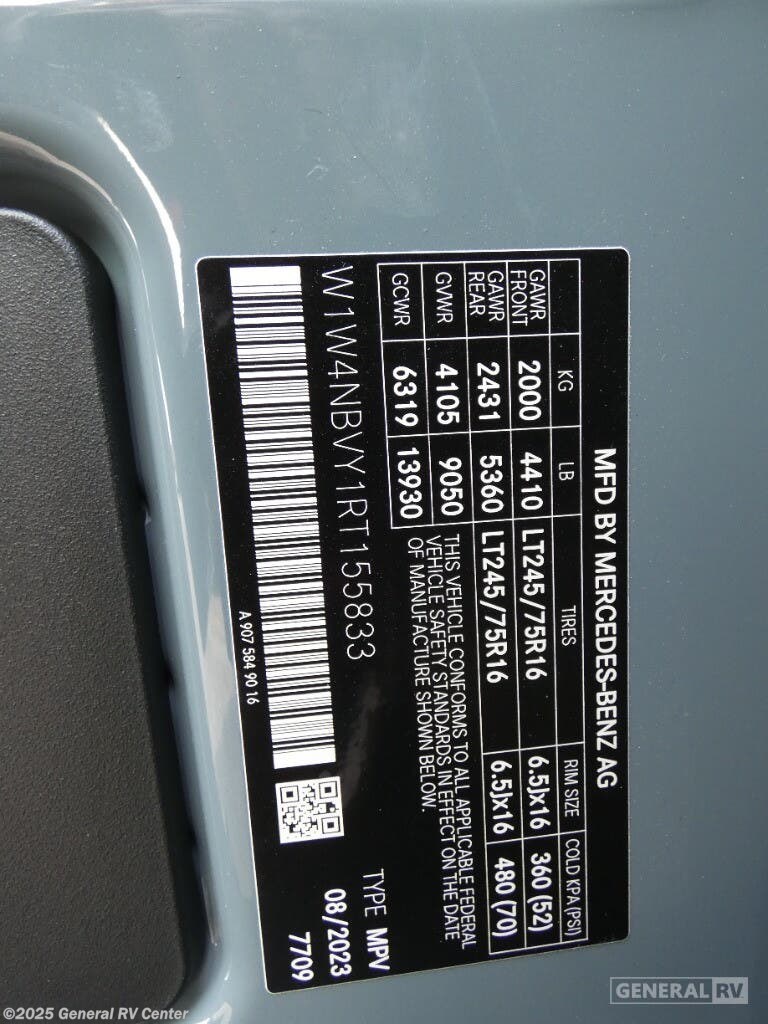 MFD BY MERCEDES-BENZ AG
KG LB TIRES RIM SIZE COLD KPA (PSI)
GAWR FRONT 2000 4410 LT245/75R16 6.5Jx16 360 (52)
GAWR REAR 2431 5360 LT245/75R16 6.5Jx16 480 (70)
GVWR 4105 9050
GCWR 6319 13930
THIS VEHICLE CONFORMS TO ALL APPLICABLE FEDERAL
VEHICLE SAFETY STANDARDS IN EFFECT ON THE DATE
OF MANUFACTURE SHOWN BELOW.
W1W4NBVY1RT155833
TYPE MPV
08/2023
7709
A 907 584 90 16
GENERAL RV
©2025 General RV Center